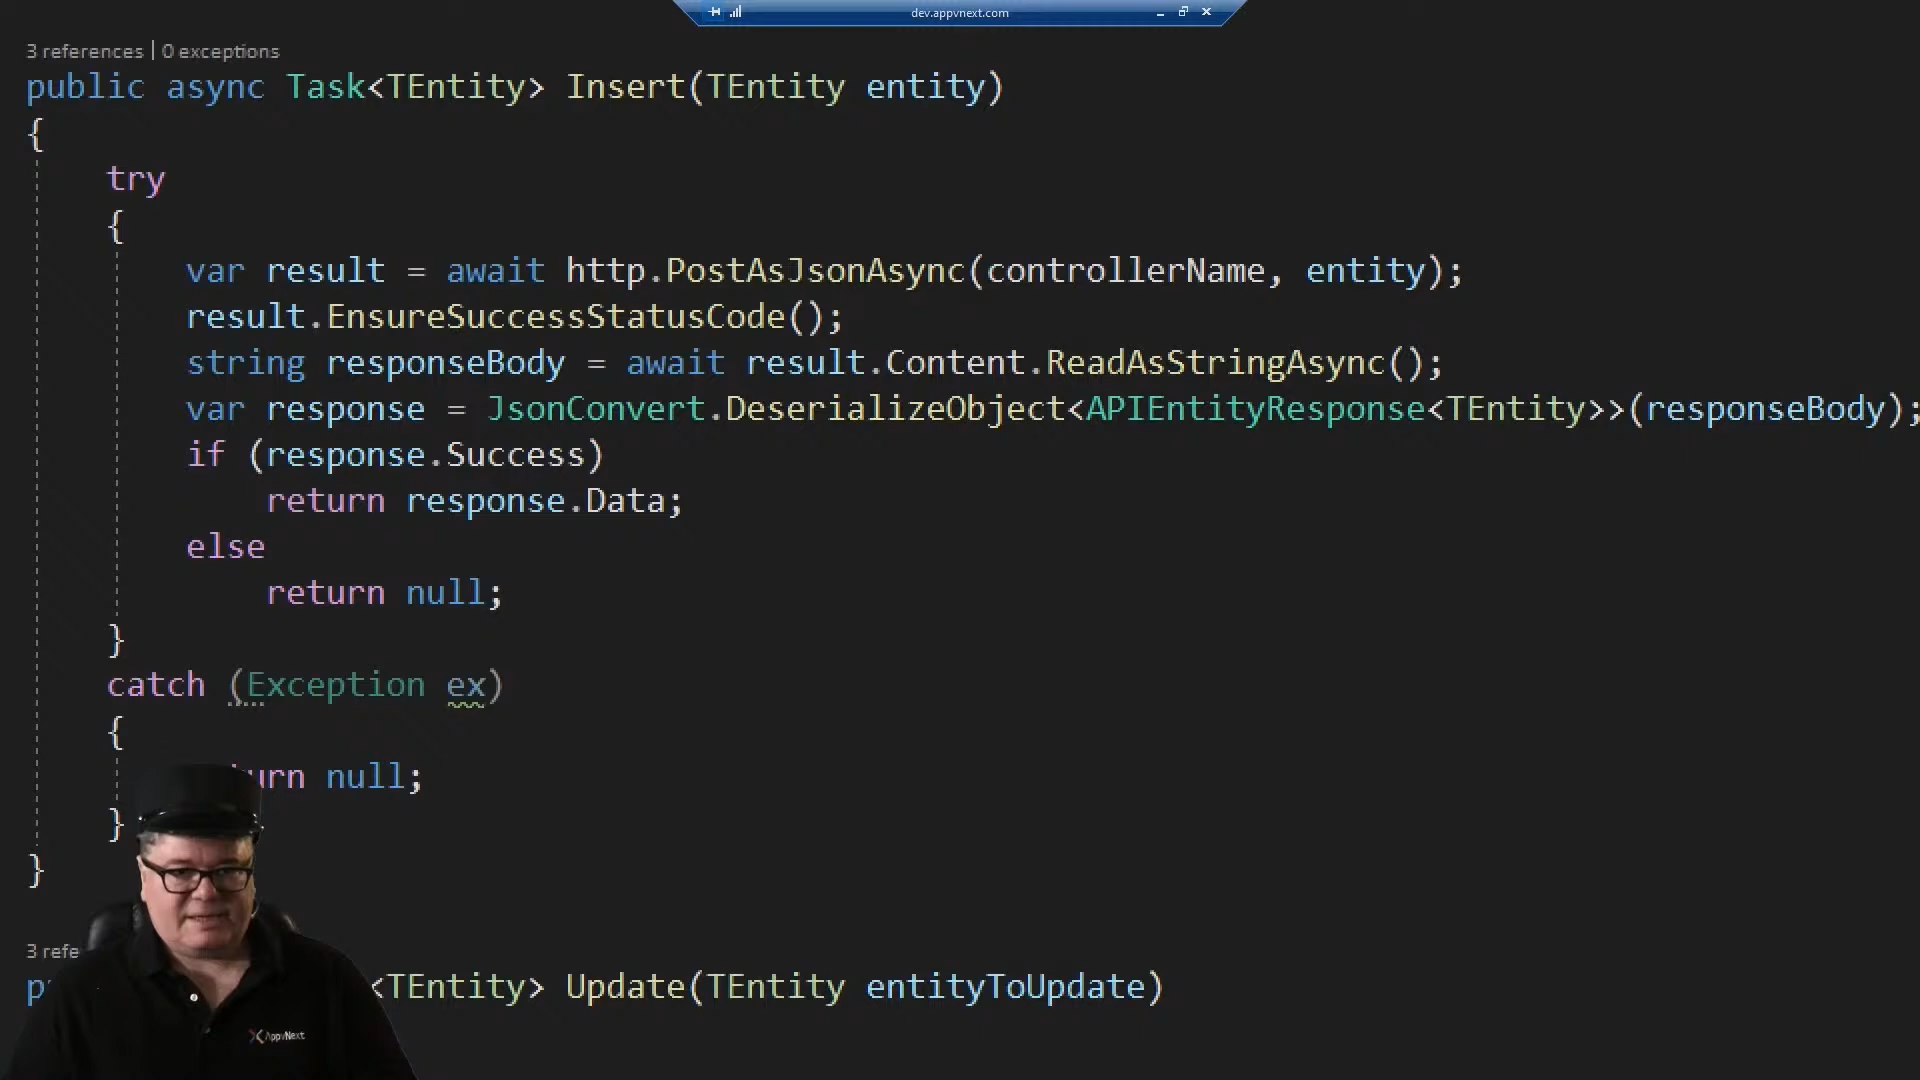 dev.appvnext.com
3 references | 0 exceptions
public async Task<TEntity> Insert(TEntity entity)
{
try
{
var result = await http.PostAsJsonAsync(controllerName, entity);
result.EnsureSuccessStatusCode();
string responseBody = await result.Content.ReadAsStringAsync();
var response = JsonConvert.DeserializeObject<APIEntityResponse<TEntity>>(responseBody);
if (response.Success)
return response.Data;
else
return null;
}
catch (Exception ex)
{
urn null;
}
}
3 refe
<TEntity> Update(TEntity entityToUpdate)
AppvNext